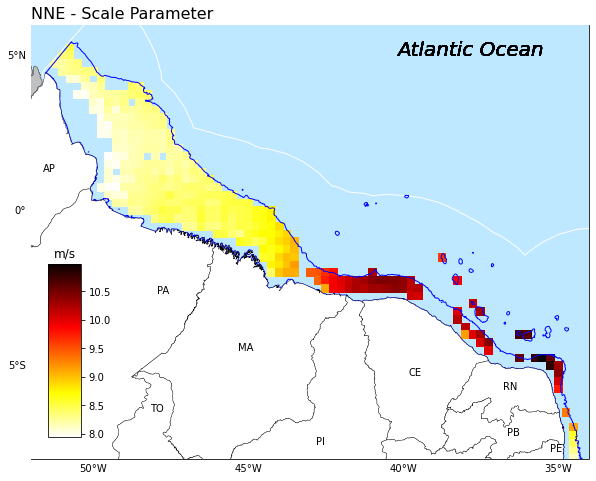 NNE - Scale Parameter
Atlantic Ocean
5°N
AP
0°
m/s
10.5
10.0
9.5
9.0
8.5
8.0
PA
MA
CE
RN
TO
PI
PB
PE
5°S
50°W
45°W
40°W
35°W